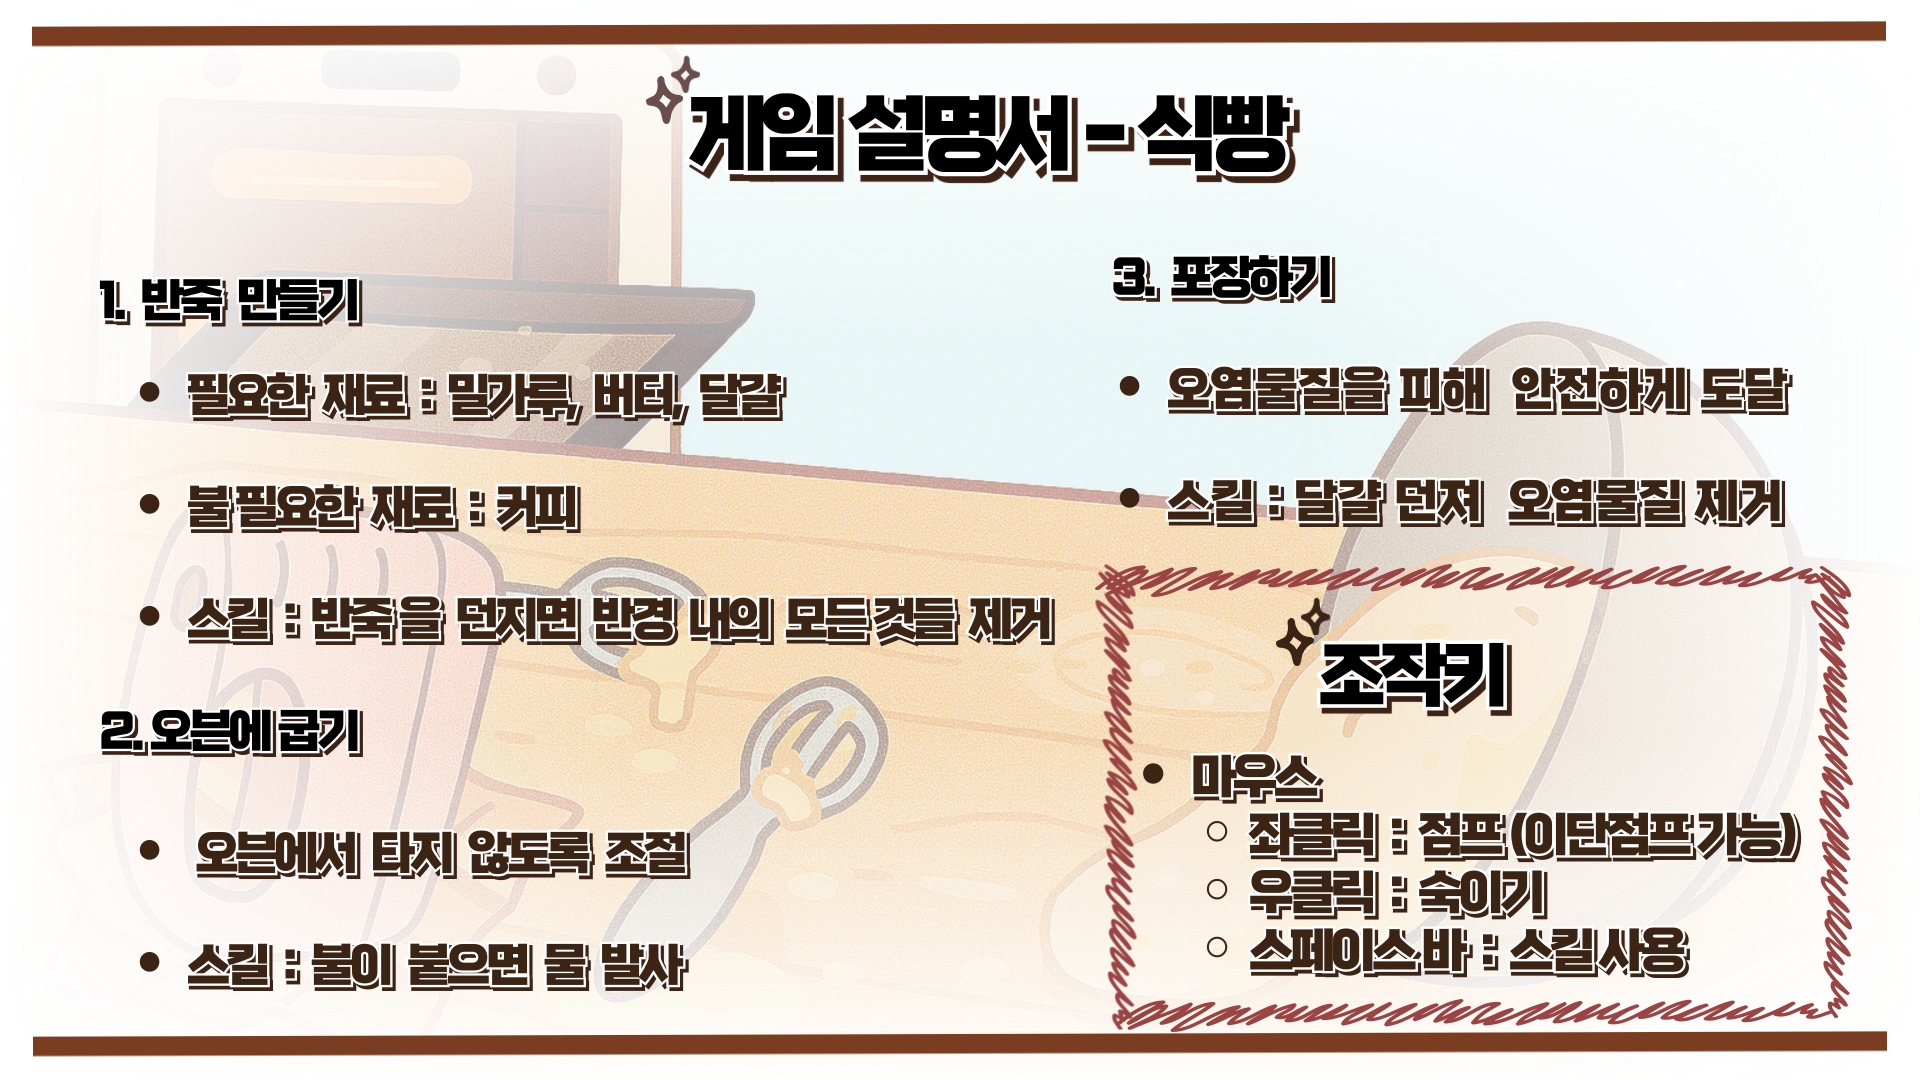 게임 설명서 - 식빵
1. 반죽 만들기
• 필요한 재료 : 밀가루, 버터, 달걀
• 불필요한 재료 : 커피
• 스킬 : 반죽을 던지면 반경 내의 모든것들 제거
2. 오븐에 굽기
• 오븐에서 타지 않도록 조절
• 스킬 : 불이 붙으면 물 발사
3. 포장하기
• 오염물질을 피해 안전하게 도달
• 스킬 : 달걀 던져 오염물질 제거
조작키
• 마우스
○ 좌클릭 : 점프 (이단점프 가능)
○ 우클릭 : 숙이기
○ 스페이스 바 : 스킬 사용